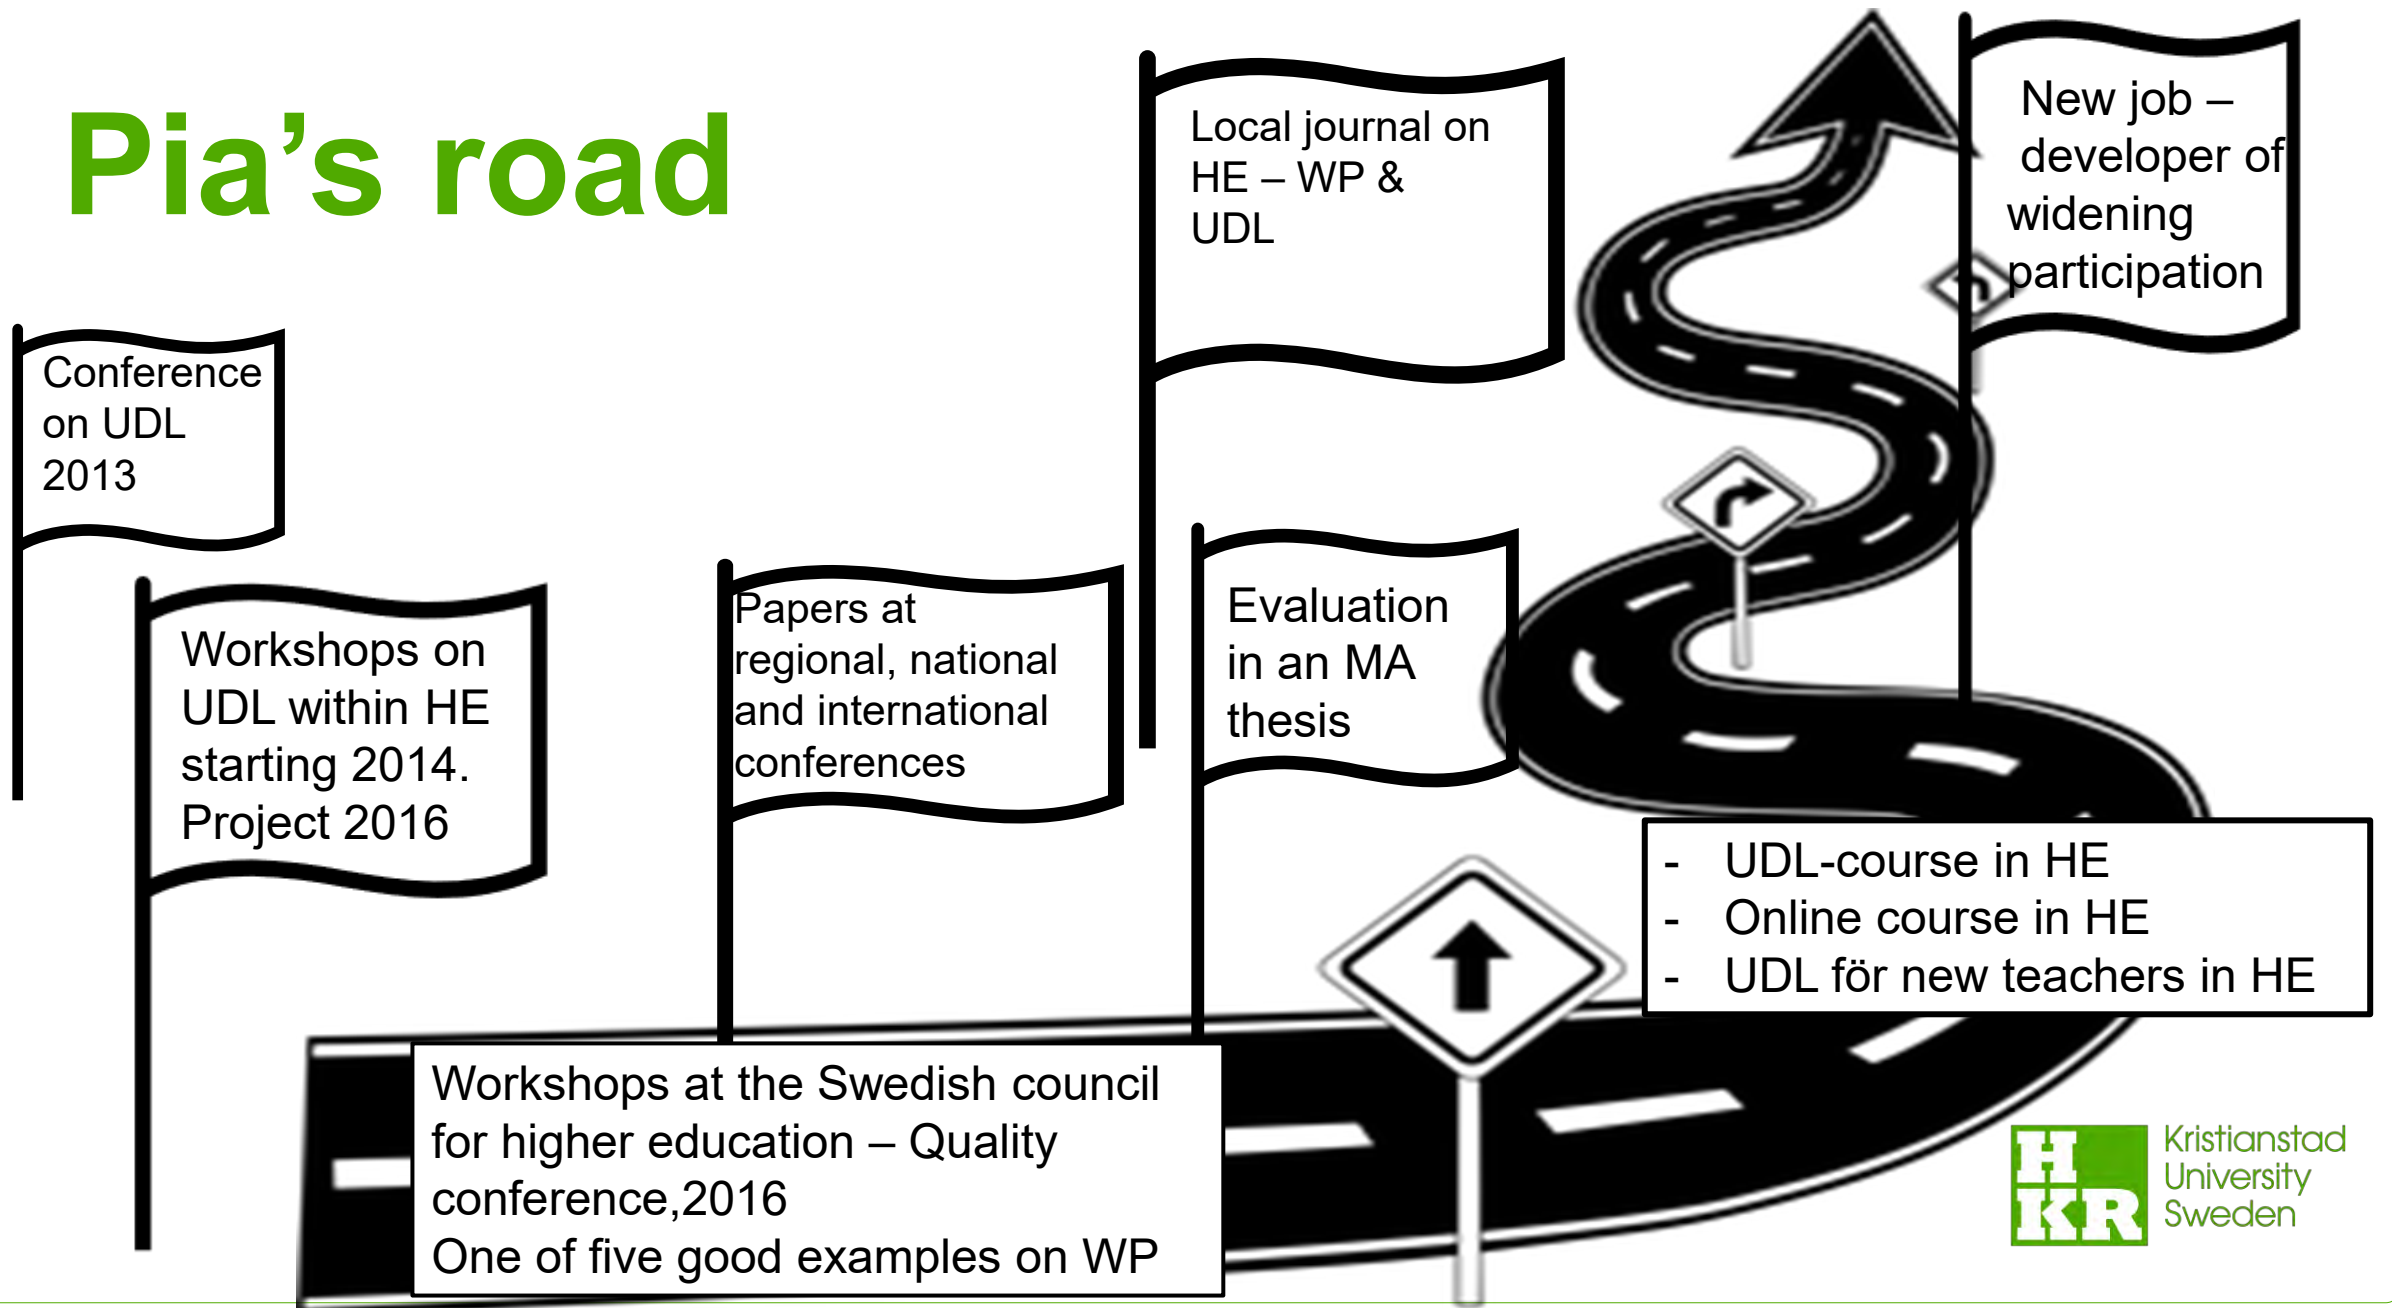 Pia’s road
Conference
on UDL
2013
Workshops on
UDL within HE
starting 2014.
Project 2016
Papers at
regional, national
and international
conferences
Local journal on
HE – WP &
UDL
Evaluation
in an MA
thesis
New job –
developer of
widening
participation
Workshops at the Swedish council
for higher education – Quality
conference,2016
One of five good examples on WP
- UDL-course in HE
- Online course in HE
- UDL för new teachers in HE
HKR
Kristianstad
University
Sweden